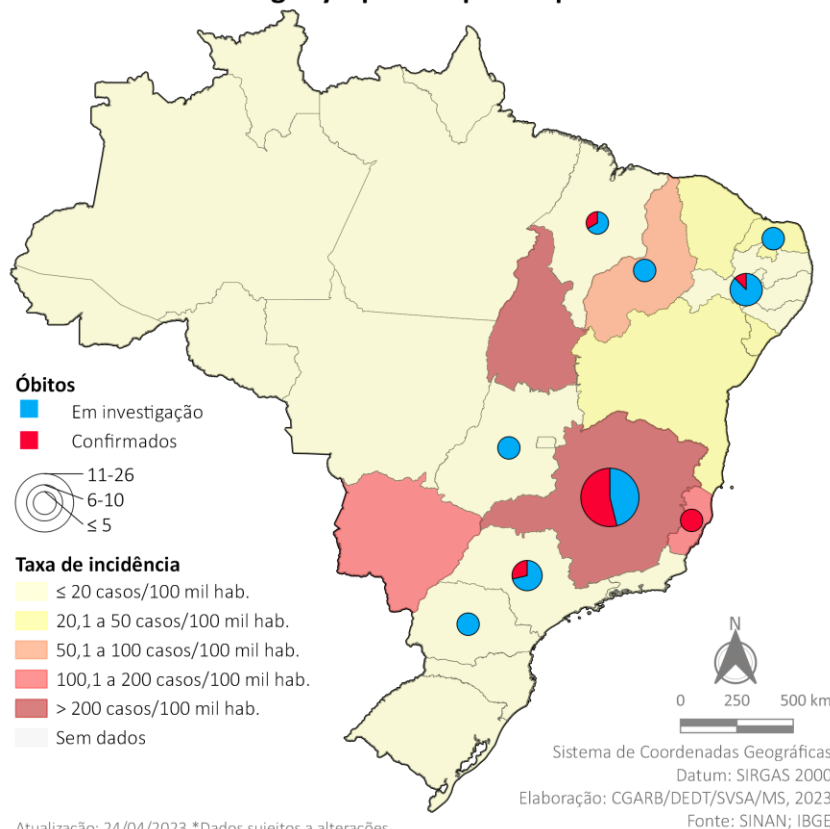 Óbitos
Em investigação
Confirmados
11-26
6-10
≤ 5
Taxa de incidência
≤ 20 casos/100 mil hab.
20,1 a 50 casos/100 mil hab.
50,1 a 100 casos/100 mil hab.
100,1 a 200 casos/100 mil hab.
> 200 casos/100 mil hab.
Sem dados
N
0 250 500 km
Sistema de Coordenadas Geográficas
Datum: SIRGAS 2000
Elaboração: CGARB/DEDT/SVSA/MS, 2023
Fonte: SINAN; IBGE
Atualização: 24/04/2023 *Dados sujeitos a alterações